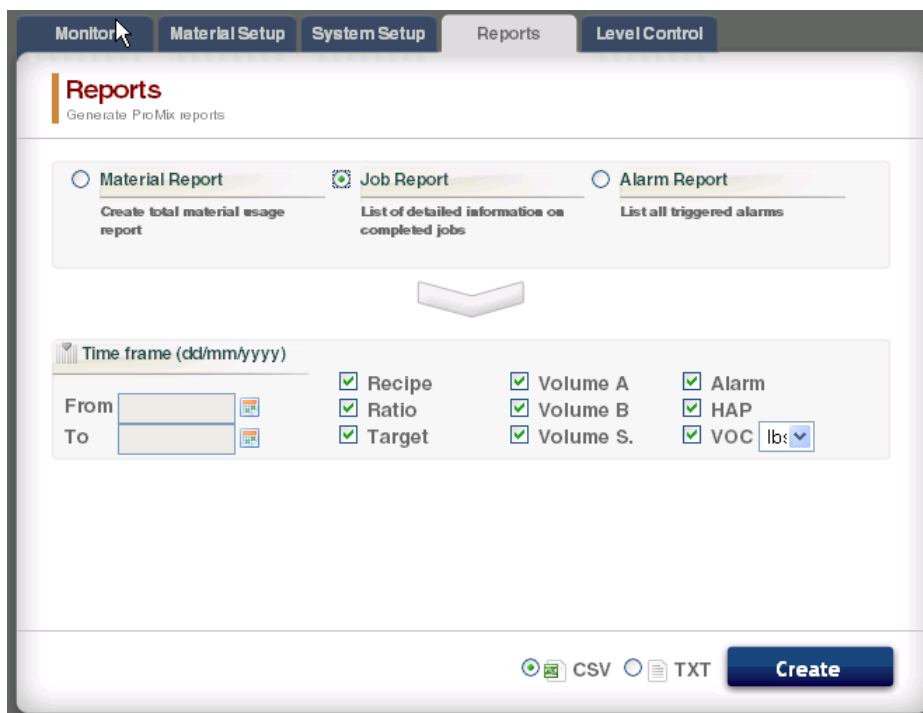 Monitor Material Setup System Setup Reports Level Control
Reports
Generate ProMix reports
Material Report Job Report Alarm Report
Create total material usage report
List of detailed information on completed jobs
List all triggered alarms
Time frame (dd/mm/yyyy)
From
To
Recipe Volume A Alarm
Ratio Volume B HAP
Target Volume S. VOC lbs
CSV TXT Create